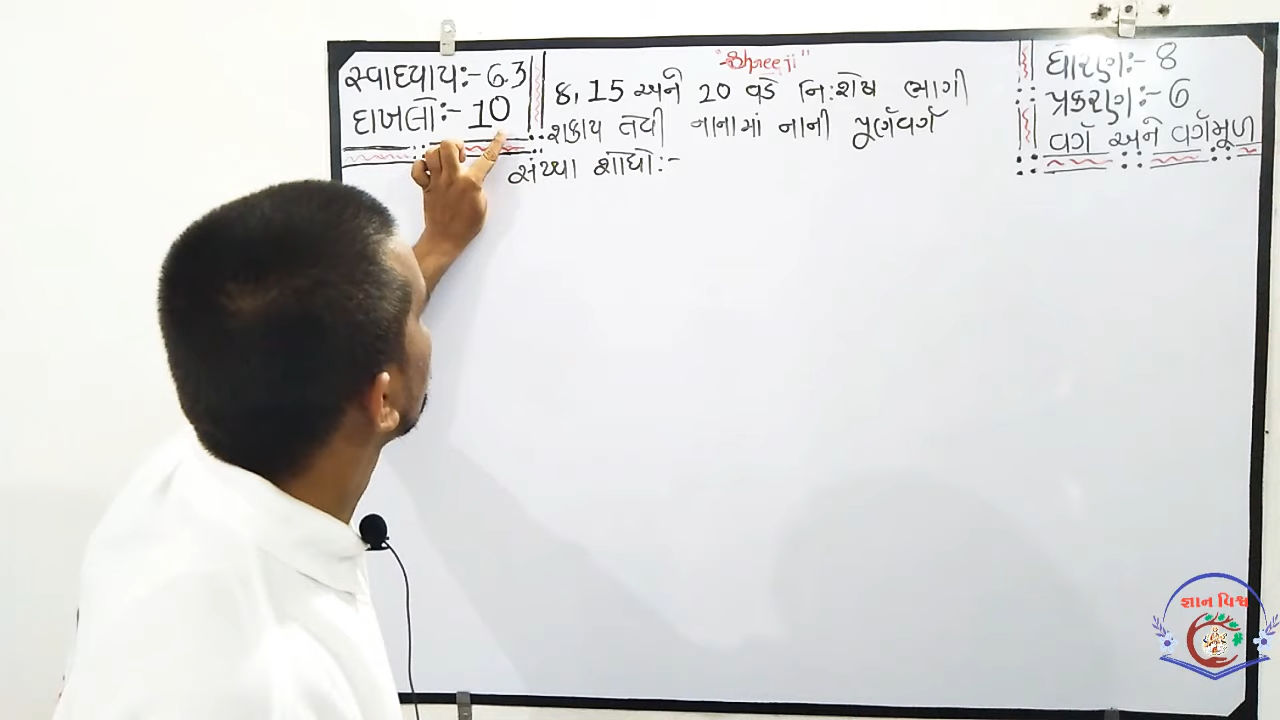 સ્વાધ્યાય:- 6.3
દાખલો:- 10
"Shreeji"
8, 15 અને 20 વડે નિ:શેષ ભાગી
શકાય તેવી નાનામાં નાની પૂર્ણવર્ગ
સંખ્યા શોધો:-
ધોરણ:- 8
પ્રકરણ:- 6
વર્ગ અને વર્ગમૂળ
જ્ઞાન વિશ્વ